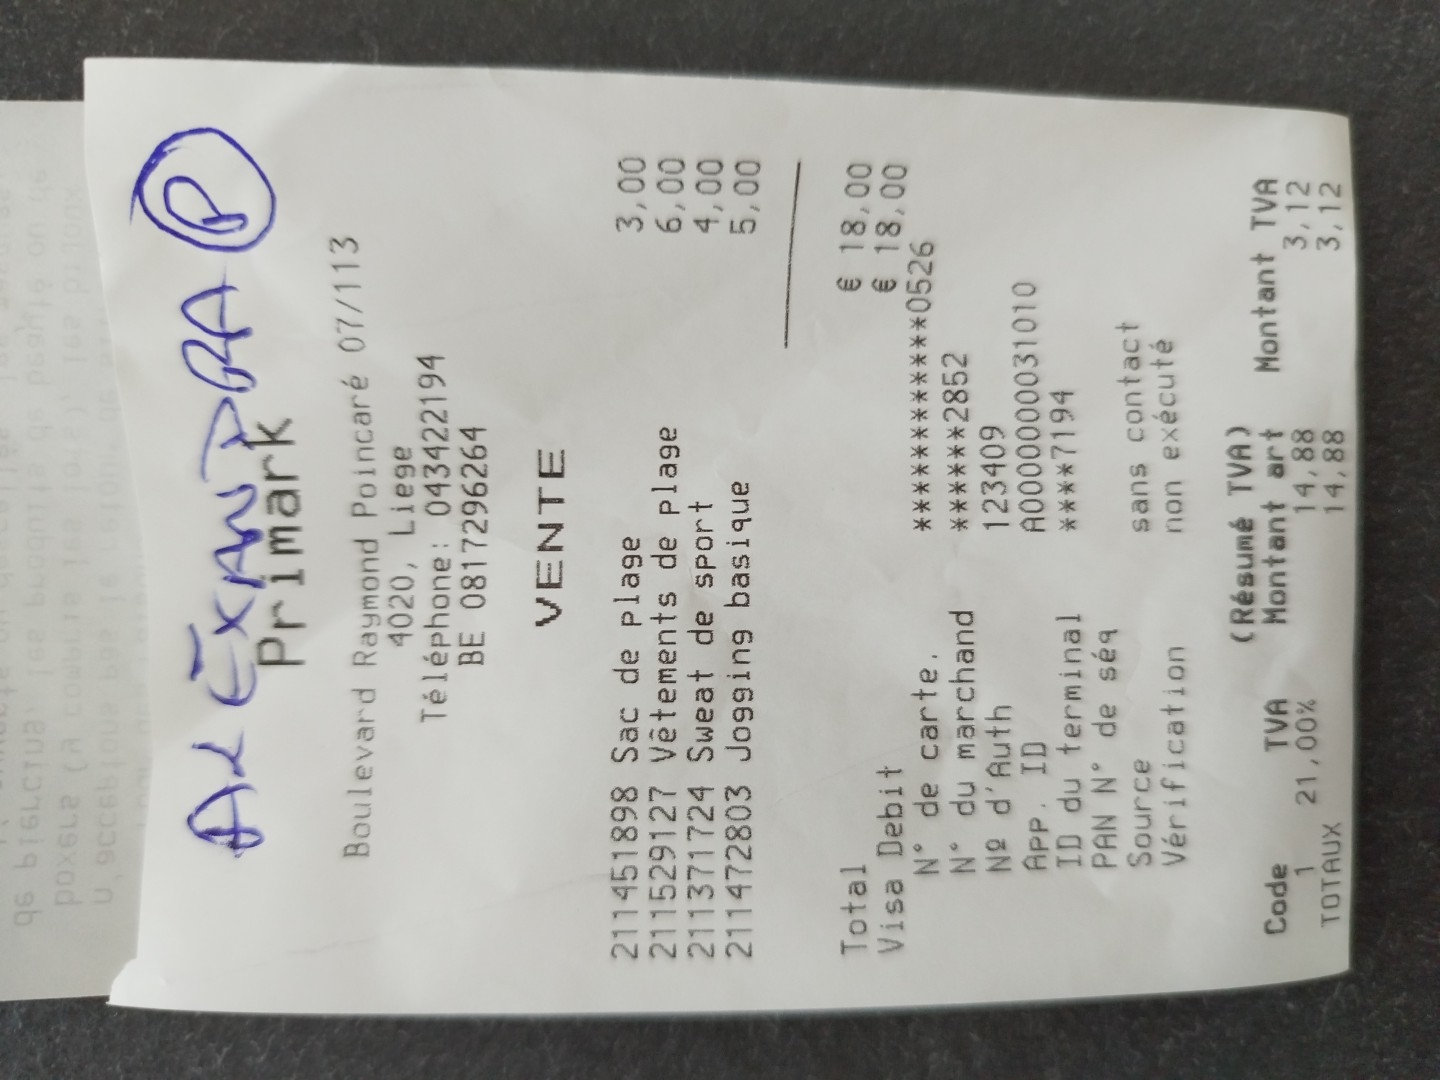 ALEXANDRA P
Primark
Boulevard Raymond Poincaré 07/113
4020, Liege
Téléphone: 043422194
BE 0817296264
VENTE
211451898 Sac de plage 3,00
211529127 Vêtements de plage 6,00
211371724 Sweat de sport 4,00
211472803 Jogging basique 5,00
Total € 18,00
Visa Debit € 18,00
N° de carte. ************0526
N° du marchand ******2852
Nº d'Auth 123409
App. ID A0000000031010
ID du terminal ****7194
PAN N° de séq
Source sans contact
Vérification non exécuté
(Résumé TVA)
Code TVA Montant art Montant TVA
1 21,00% 14,88 3,12
TOTAUX 14,88 3,12